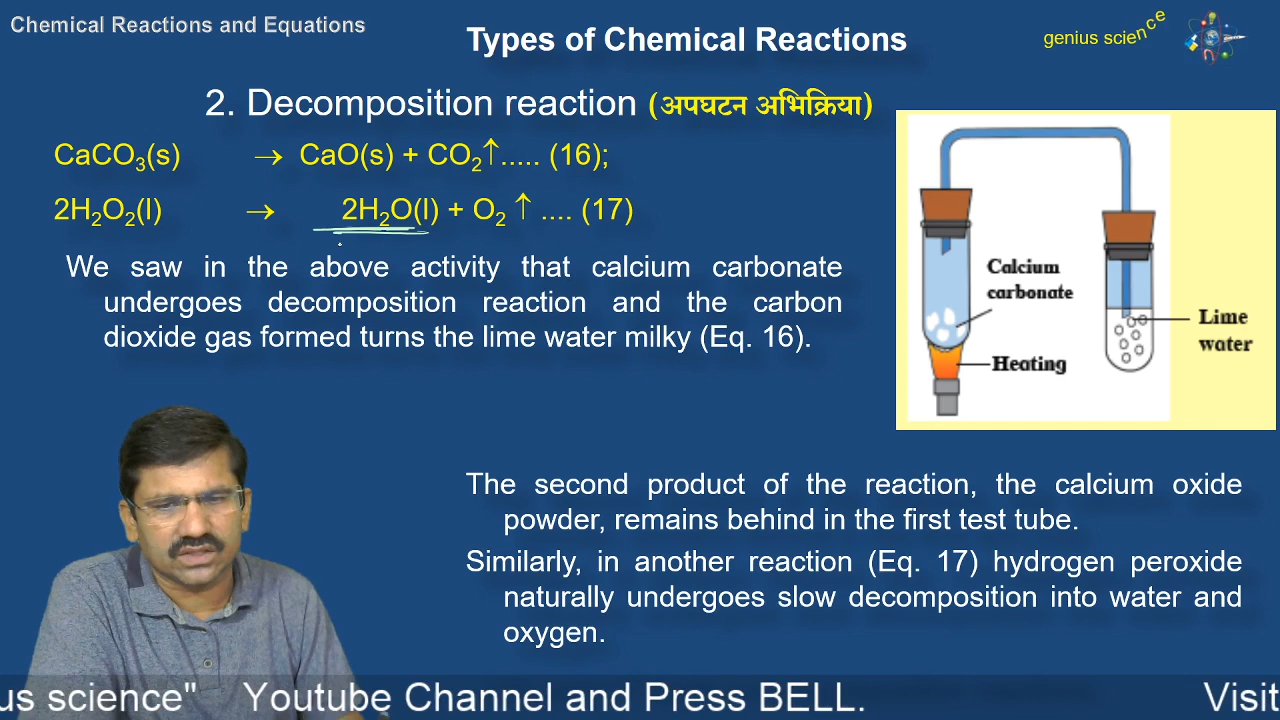 Chemical Reactions and Equations
Types of Chemical Reactions
genius science
2. Decomposition reaction (अपघटन अभिक्रिया)
CaCO₃(s) → CaO(s) + CO₂↑..... (16);
2H₂O₂(l) → 2H₂O(l) + O₂ ↑ .... (17)
We saw in the above activity that calcium carbonate
undergoes decomposition reaction and the carbon
dioxide gas formed turns the lime water milky (Eq. 16).
Calcium
carbonate
Lime
water
Heating
The second product of the reaction, the calcium oxide
powder, remains behind in the first test tube.
Similarly, in another reaction (Eq. 17) hydrogen peroxide
naturally undergoes slow decomposition into water and
oxygen.
us science" Youtube Channel and Press BELL. Visit